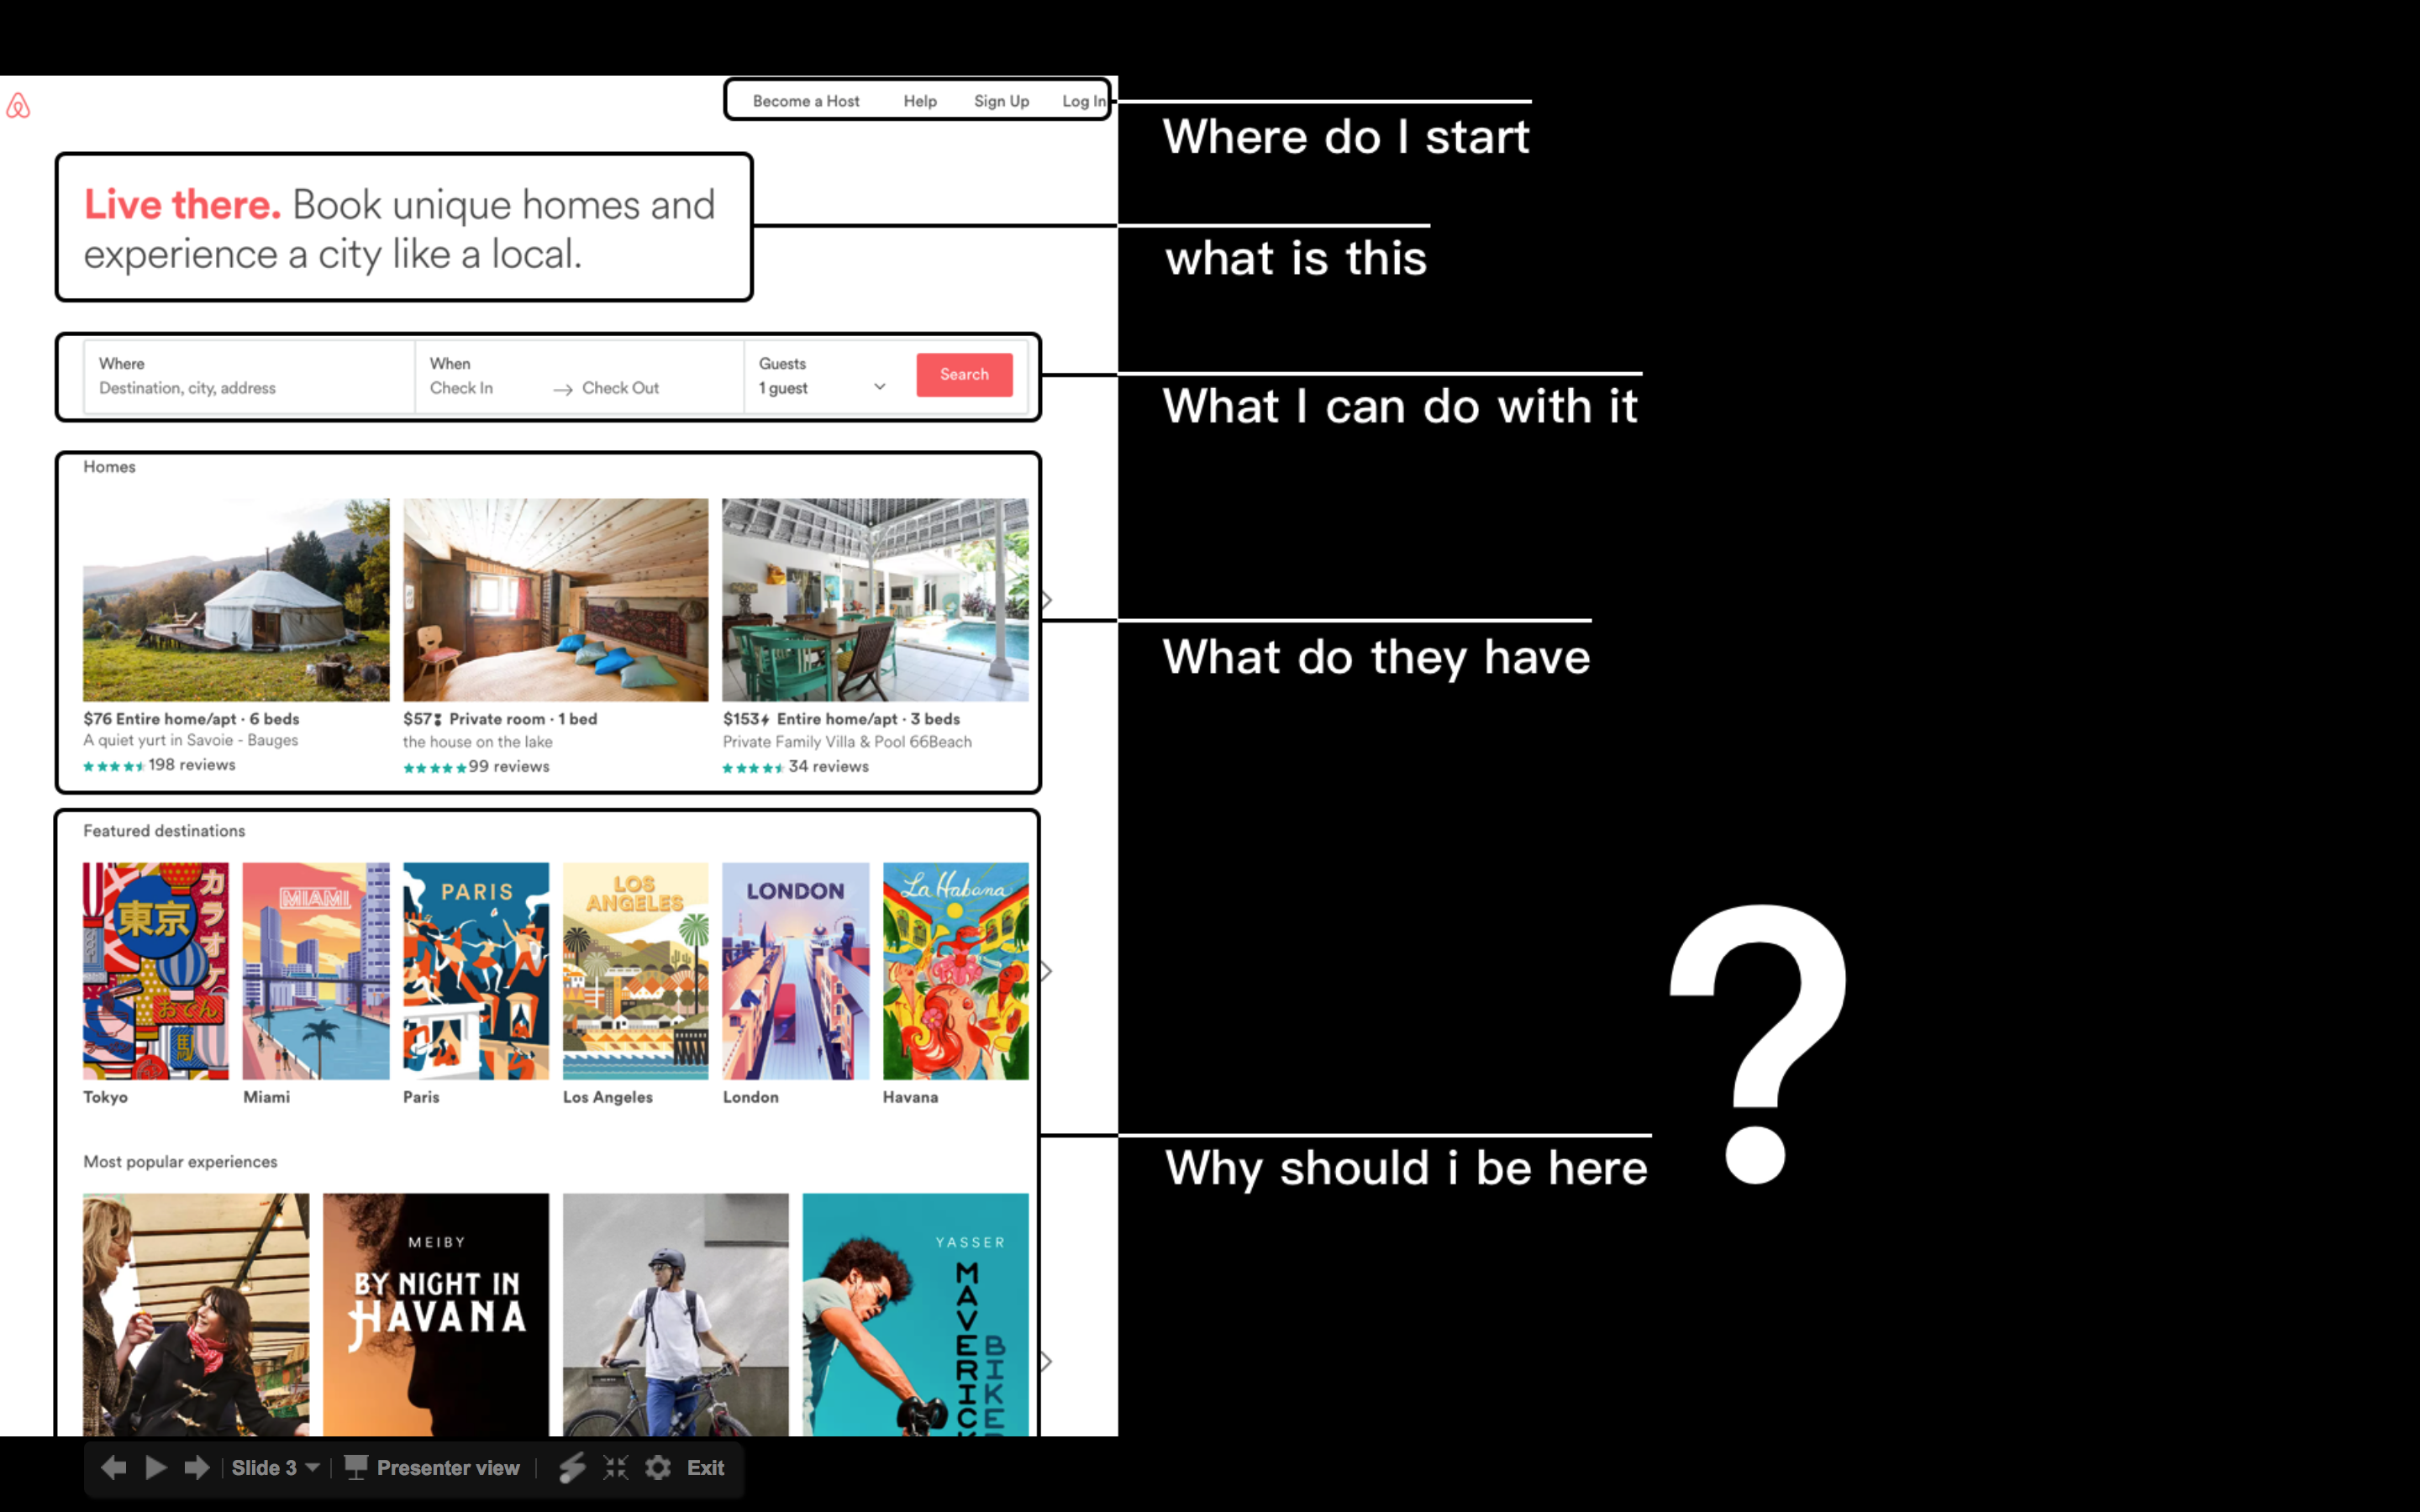 Become a Host Help Sign Up Log In
Where do I start
Live there. Book unique homes and
experience a city like a local.
what is this
Where
Destination, city, address
When
Check In → Check Out
Guests
1 guest
Search
What I can do with it
Homes
$76 Entire home/apt · 6 beds
A quiet yurt in Savoie - Bauges
198 reviews
$57 Private room · 1 bed
the house on the lake
99 reviews
$153 Entire home/apt · 3 beds
Private Family Villa & Pool 66Beach
34 reviews
What do they have
Featured destinations
東京
カラオケ
おでん
駅
Tokyo
MIAMI
Miami
PARIS
Paris
LOS
ANGELES
Los Angeles
LONDON
London
La Habana
Havana
Why should i be here
?
Most popular experiences
MEIBY
BY NIGHT IN
HAVANA
YASSER
MAVERICK
BIKE
Slide 3 Presenter view Exit